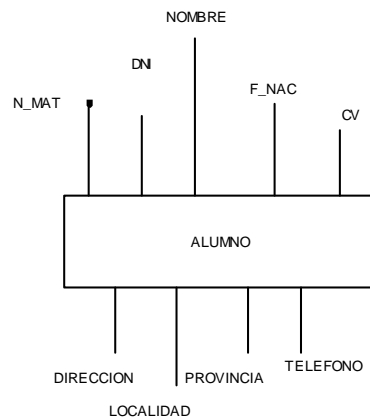 NOMBRE
DNI
N_MAT
F_NAC
CV
ALUMNO
DIRECCION
LOCALIDAD
PROVINCIA
TELEFONO